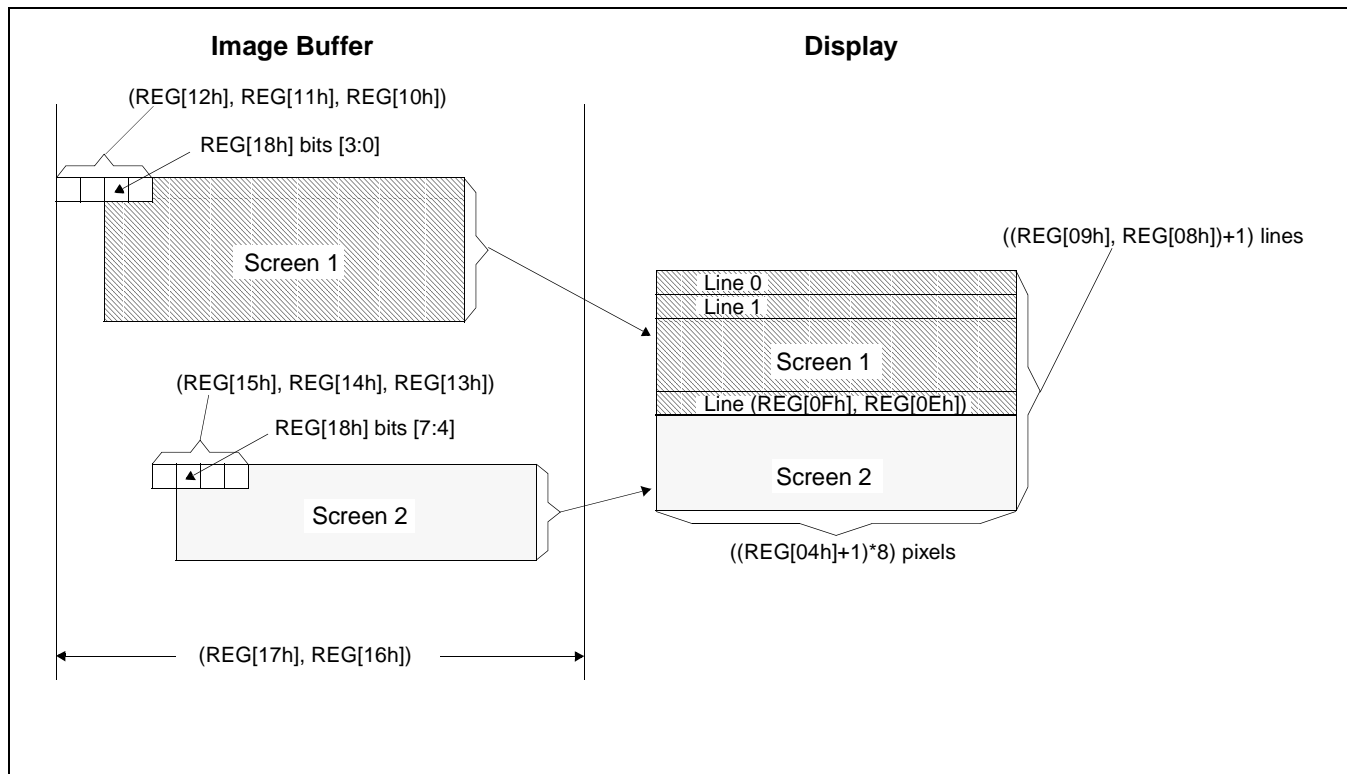 Image Buffer
Display
(REG[12h], REG[11h], REG[10h])
REG[18h] bits [3:0]
Screen 1
((REG[09h], REG[08h])+1) lines
Line 0
Line 1
Screen 1
Line (REG[0Fh], REG[0Eh])
Screen 2
((REG[04h]+1)*8) pixels
(REG[15h], REG[14h], REG[13h])
REG[18h] bits [7:4]
Screen 2
(REG[17h], REG[16h])